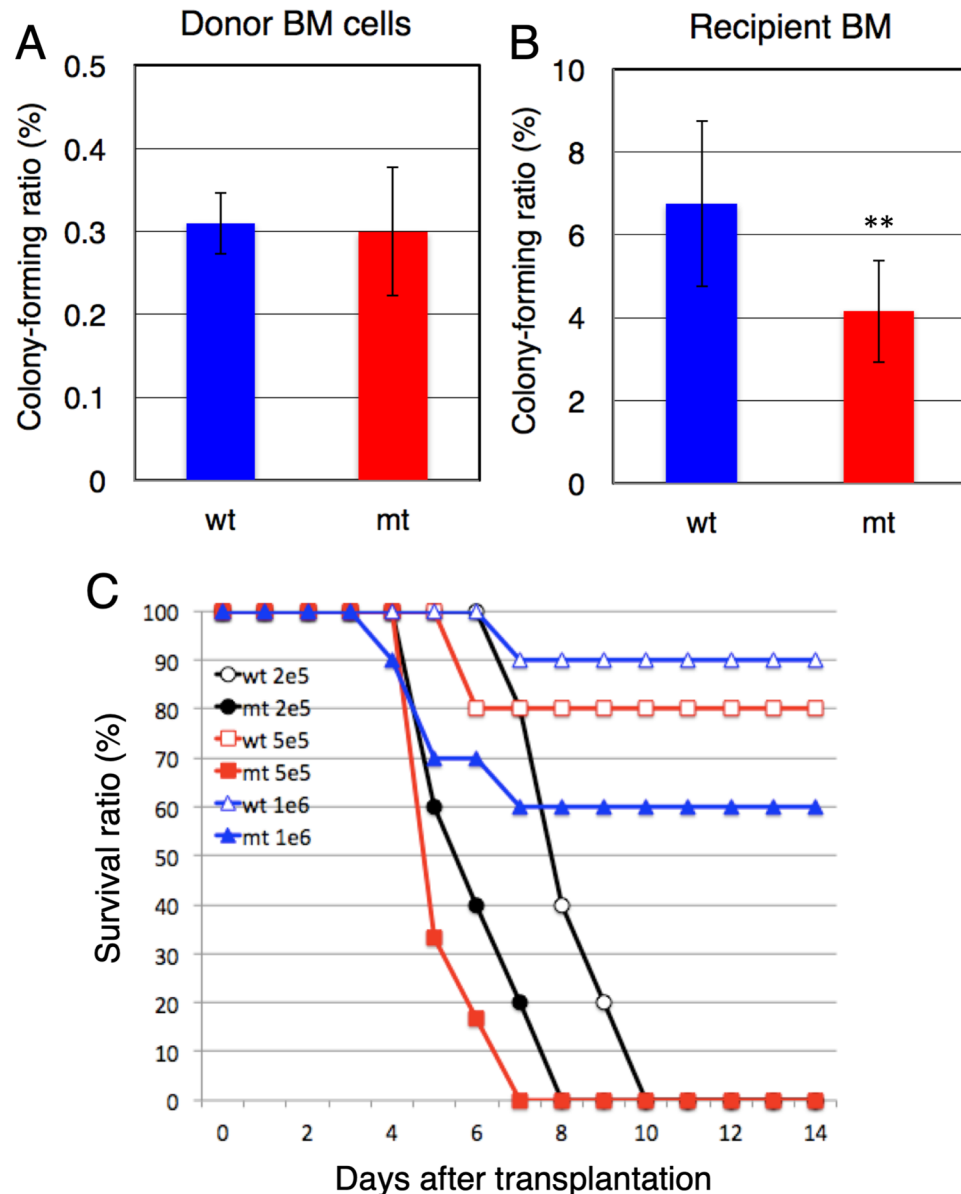 A
Donor BM cells
Colony-forming ratio (%)
0.5
0.4
0.3
0.2
0.1
0
wt
mt
B
Recipient BM
Colony-forming ratio (%)
10
8
6
4
2
0
**
wt
mt
C
Survival ratio (%)
100
90
80
70
60
50
40
30
20
10
0
wt 2e5
mt 2e5
wt 5e5
mt 5e5
wt 1e6
mt 1e6
0 2 4 6 8 10 12 14
Days after transplantation